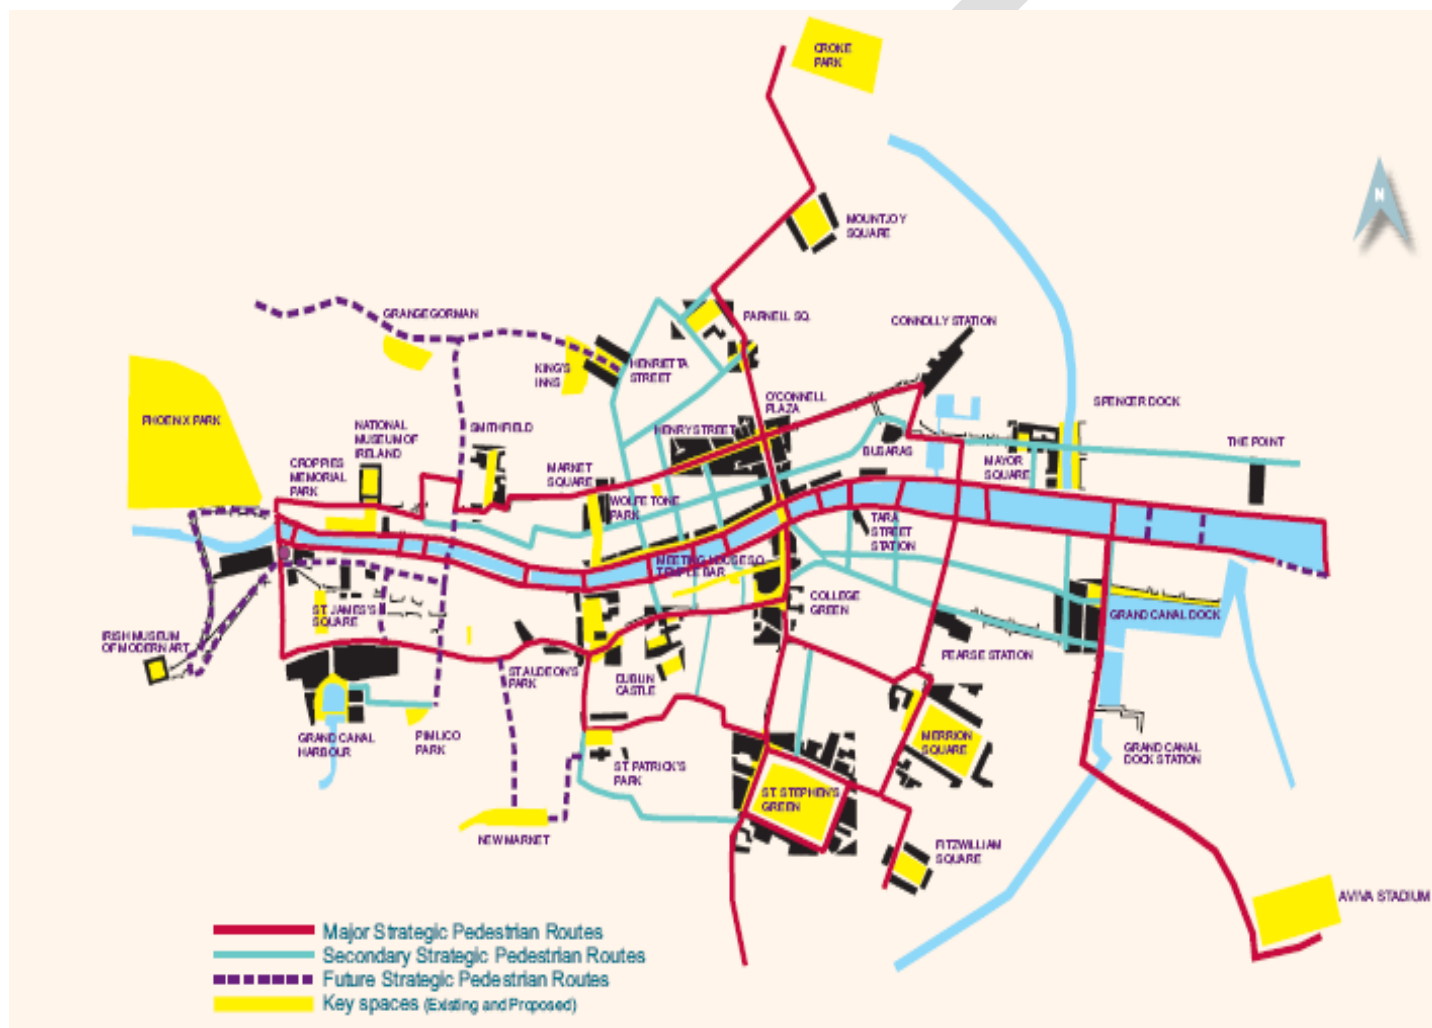 CROKE
PARK
N
MOUNTJOY
SQUARE
GRANGEGORMAN
PARNELL SQ.
CONNOLLY STATION
KING'S
INNS
HENRIETTA
STREET
O'CONNELL
PLAZA
SPENCER DOCK
PHOENIX PARK
NATIONAL
MUSEUM OF
IRELAND
SMITHFIELD
HENRY STREET
BUSARAS
THE POINT
CROPPIES
MEMORIAL
PARK
MARKET
SQUARE
MAYOR
SQUARE
WOLFE TONE
PARK
TARA
STREET
STATION
MEETING HOUSE SQ.
TEMPLE BAR
ST. JAMES'S
SQUARE
COLLEGE
GREEN
GRAND CANAL DOCK
IRISH MUSEUM
OF MODERN ART
PEARSE STATION
ST AUDEON'S
PARK
DUBLIN
CASTLE
GRAND CANAL
HARBOUR
PIMLICO
PARK
MERRION
SQUARE
GRAND CANAL
DOCK STATION
ST. PATRICK'S
PARK
ST. STEPHEN'S
GREEN
NEWMARKET
FITZWILLIAM
SQUARE
AVIVA STADIUM
Major Strategic Pedestrian Routes
Secondary Strategic Pedestrian Routes
Future Strategic Pedestrian Routes
Key spaces (Existing and Proposed)